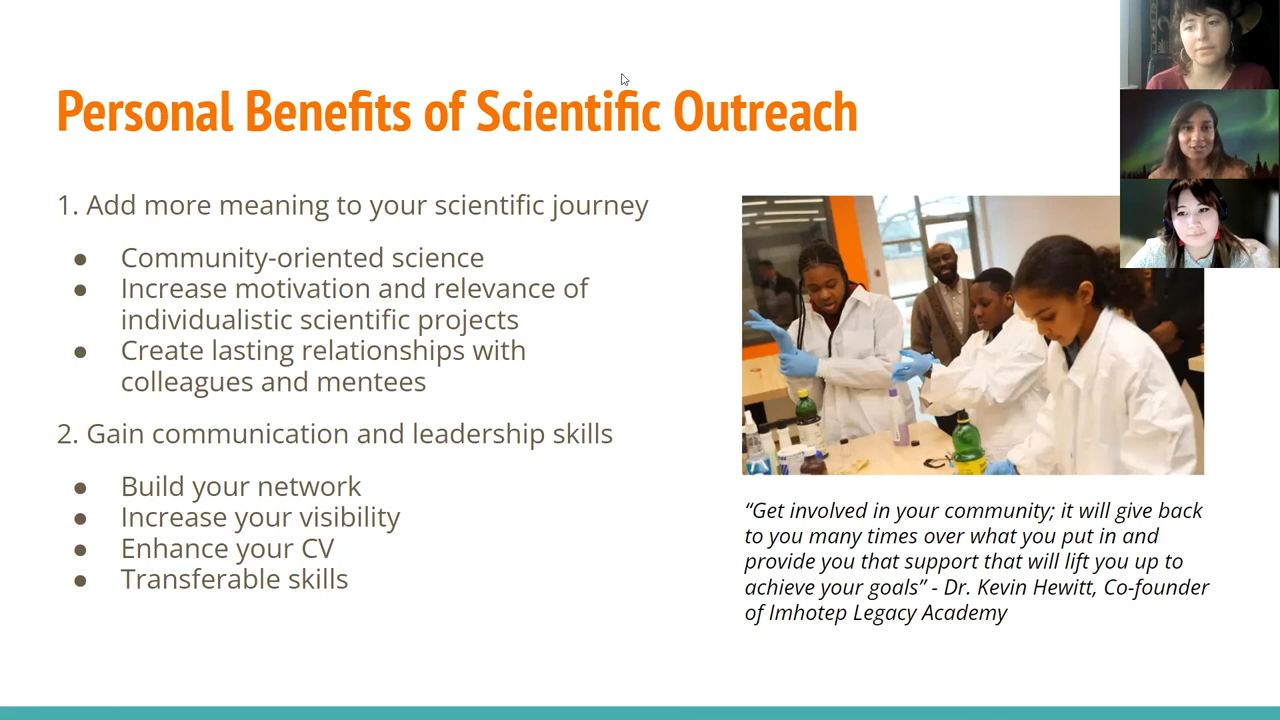 Personal Benefits of Scientific Outreach
1. Add more meaning to your scientific journey
● Community-oriented science
● Increase motivation and relevance of
individualistic scientific projects
● Create lasting relationships with
colleagues and mentees
2. Gain communication and leadership skills
● Build your network
● Increase your visibility
● Enhance your CV
● Transferable skills
“Get involved in your community; it will give back
to you many times over what you put in and
provide you that support that will lift you up to
achieve your goals” - Dr. Kevin Hewitt, Co-founder
of Imhotep Legacy Academy